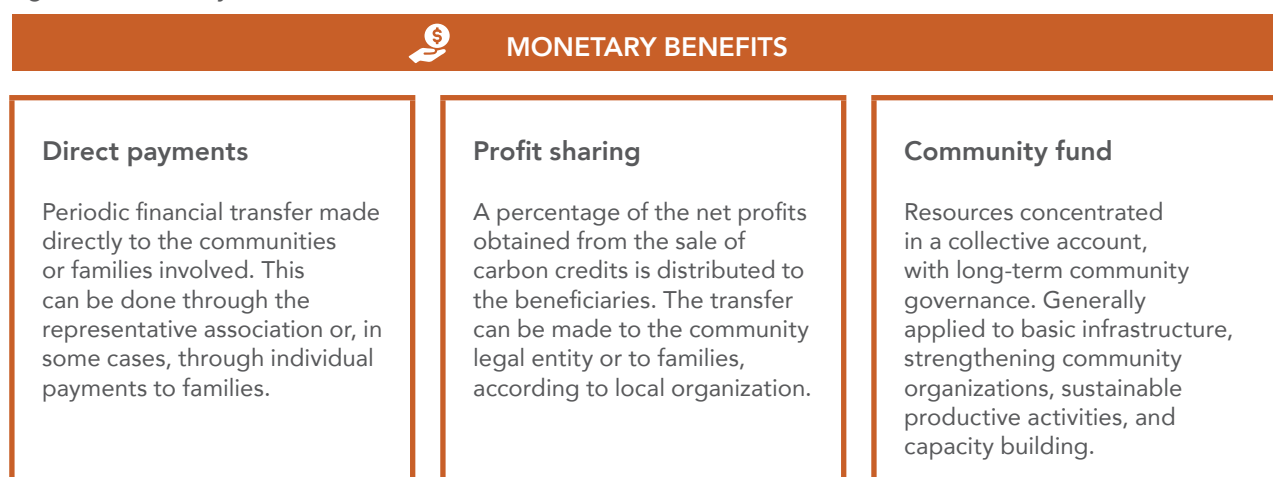 MONETARY BENEFITS
Direct payments
Periodic financial transfer made
directly to the communities
or families involved. This
can be done through the
representative association or, in
some cases, through individual
payments to families.
Profit sharing
A percentage of the net profits
obtained from the sale of
carbon credits is distributed to
the beneficiaries. The transfer
can be made to the community
legal entity or to families,
according to local organization.
Community fund
Resources concentrated
in a collective account,
with long-term community
governance. Generally
applied to basic infrastructure,
strengthening community
organizations, sustainable
productive activities, and
capacity building.